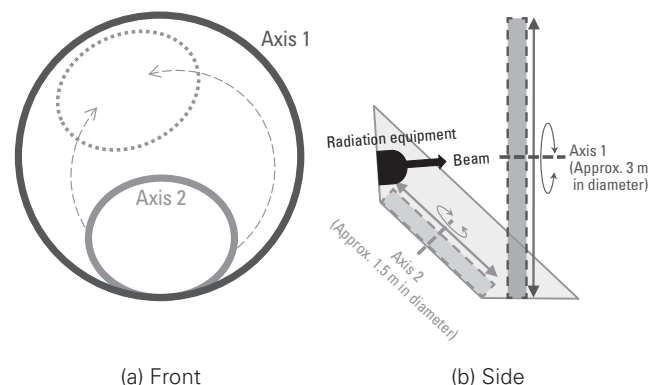 Axis 1
Axis 2
Radiation equipment
Beam
Axis 1
(Approx. 3 m
in diameter)
Axis 2
(Approx. 1.5 m in diameter)
(a) Front
(b) Side